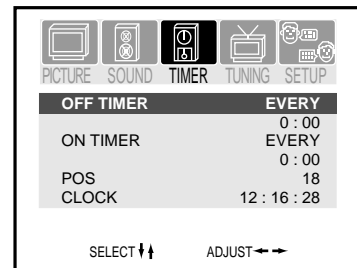 PICTURE SOUND TIMER TUNING SETUP
OFF TIMER EVERY
0 : 00
ON TIMER EVERY
0 : 00
POS 18
CLOCK 12 : 16 : 28
SELECT ADJUST